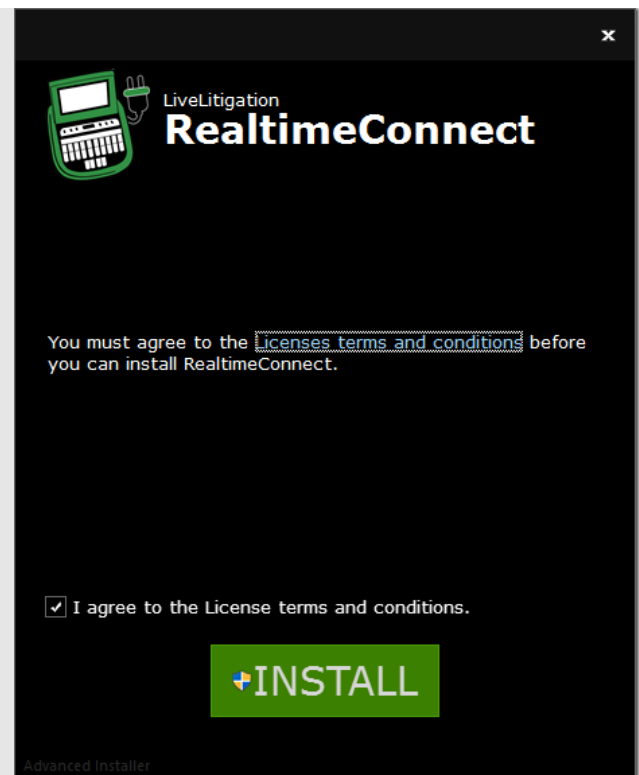 LiveLitigation
RealtimeConnect
You must agree to the Licenses terms and conditions before
you can install RealtimeConnect.
I agree to the License terms and conditions.
INSTALL
Advanced Installer